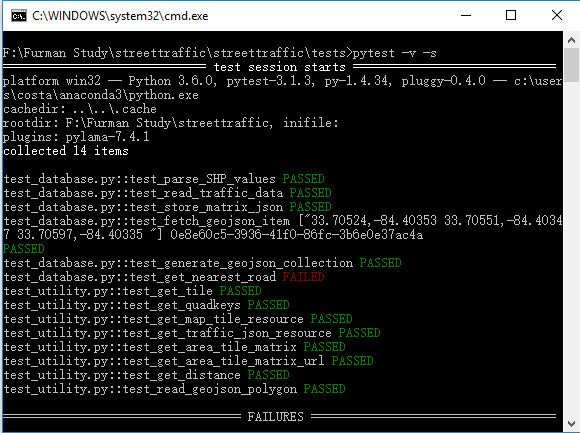 C:\WINDOWS\system32\cmd.exe
F:\Furman Study\streettraffic\streettraffic\tests>pytest -v -s
============================= test session starts =============================
platform win32 -- Python 3.6.0, pytest-3.1.3, py-1.4.34, pluggy-0.4.0 -- c:\user
s\costa\anaconda3\python.exe
cachedir: ..\..\.cache
rootdir: F:\Furman Study\streettraffic, inifile:
plugins: pylama-7.4.1
collected 14 items
test_database.py::test_parse_SHP_values PASSED
test_database.py::test_read_traffic_data PASSED
test_database.py::test_store_matrix_json PASSED
test_database.py::test_fetch_geojson_item ["33.70524,-84.40353 33.70551,-84.4034
7 33.70597,-84.40335 "] 0e8e60c5-3936-41f0-86fc-3b6e0e37ac4a
PASSED
test_database.py::test_generate_geojson_collection PASSED
test_database.py::test_get_nearest_road FAILED
test_utility.py::test_get_tile PASSED
test_utility.py::test_get_quadkeys PASSED
test_utility.py::test_get_map_tile_resource PASSED
test_utility.py::test_get_traffic_json_resource PASSED
test_utility.py::test_get_area_tile_matrix PASSED
test_utility.py::test_get_area_tile_matrix_url PASSED
test_utility.py::test_get_distance PASSED
test_utility.py::test_read_geojson_polygon PASSED
================================== FAILURES ===================================